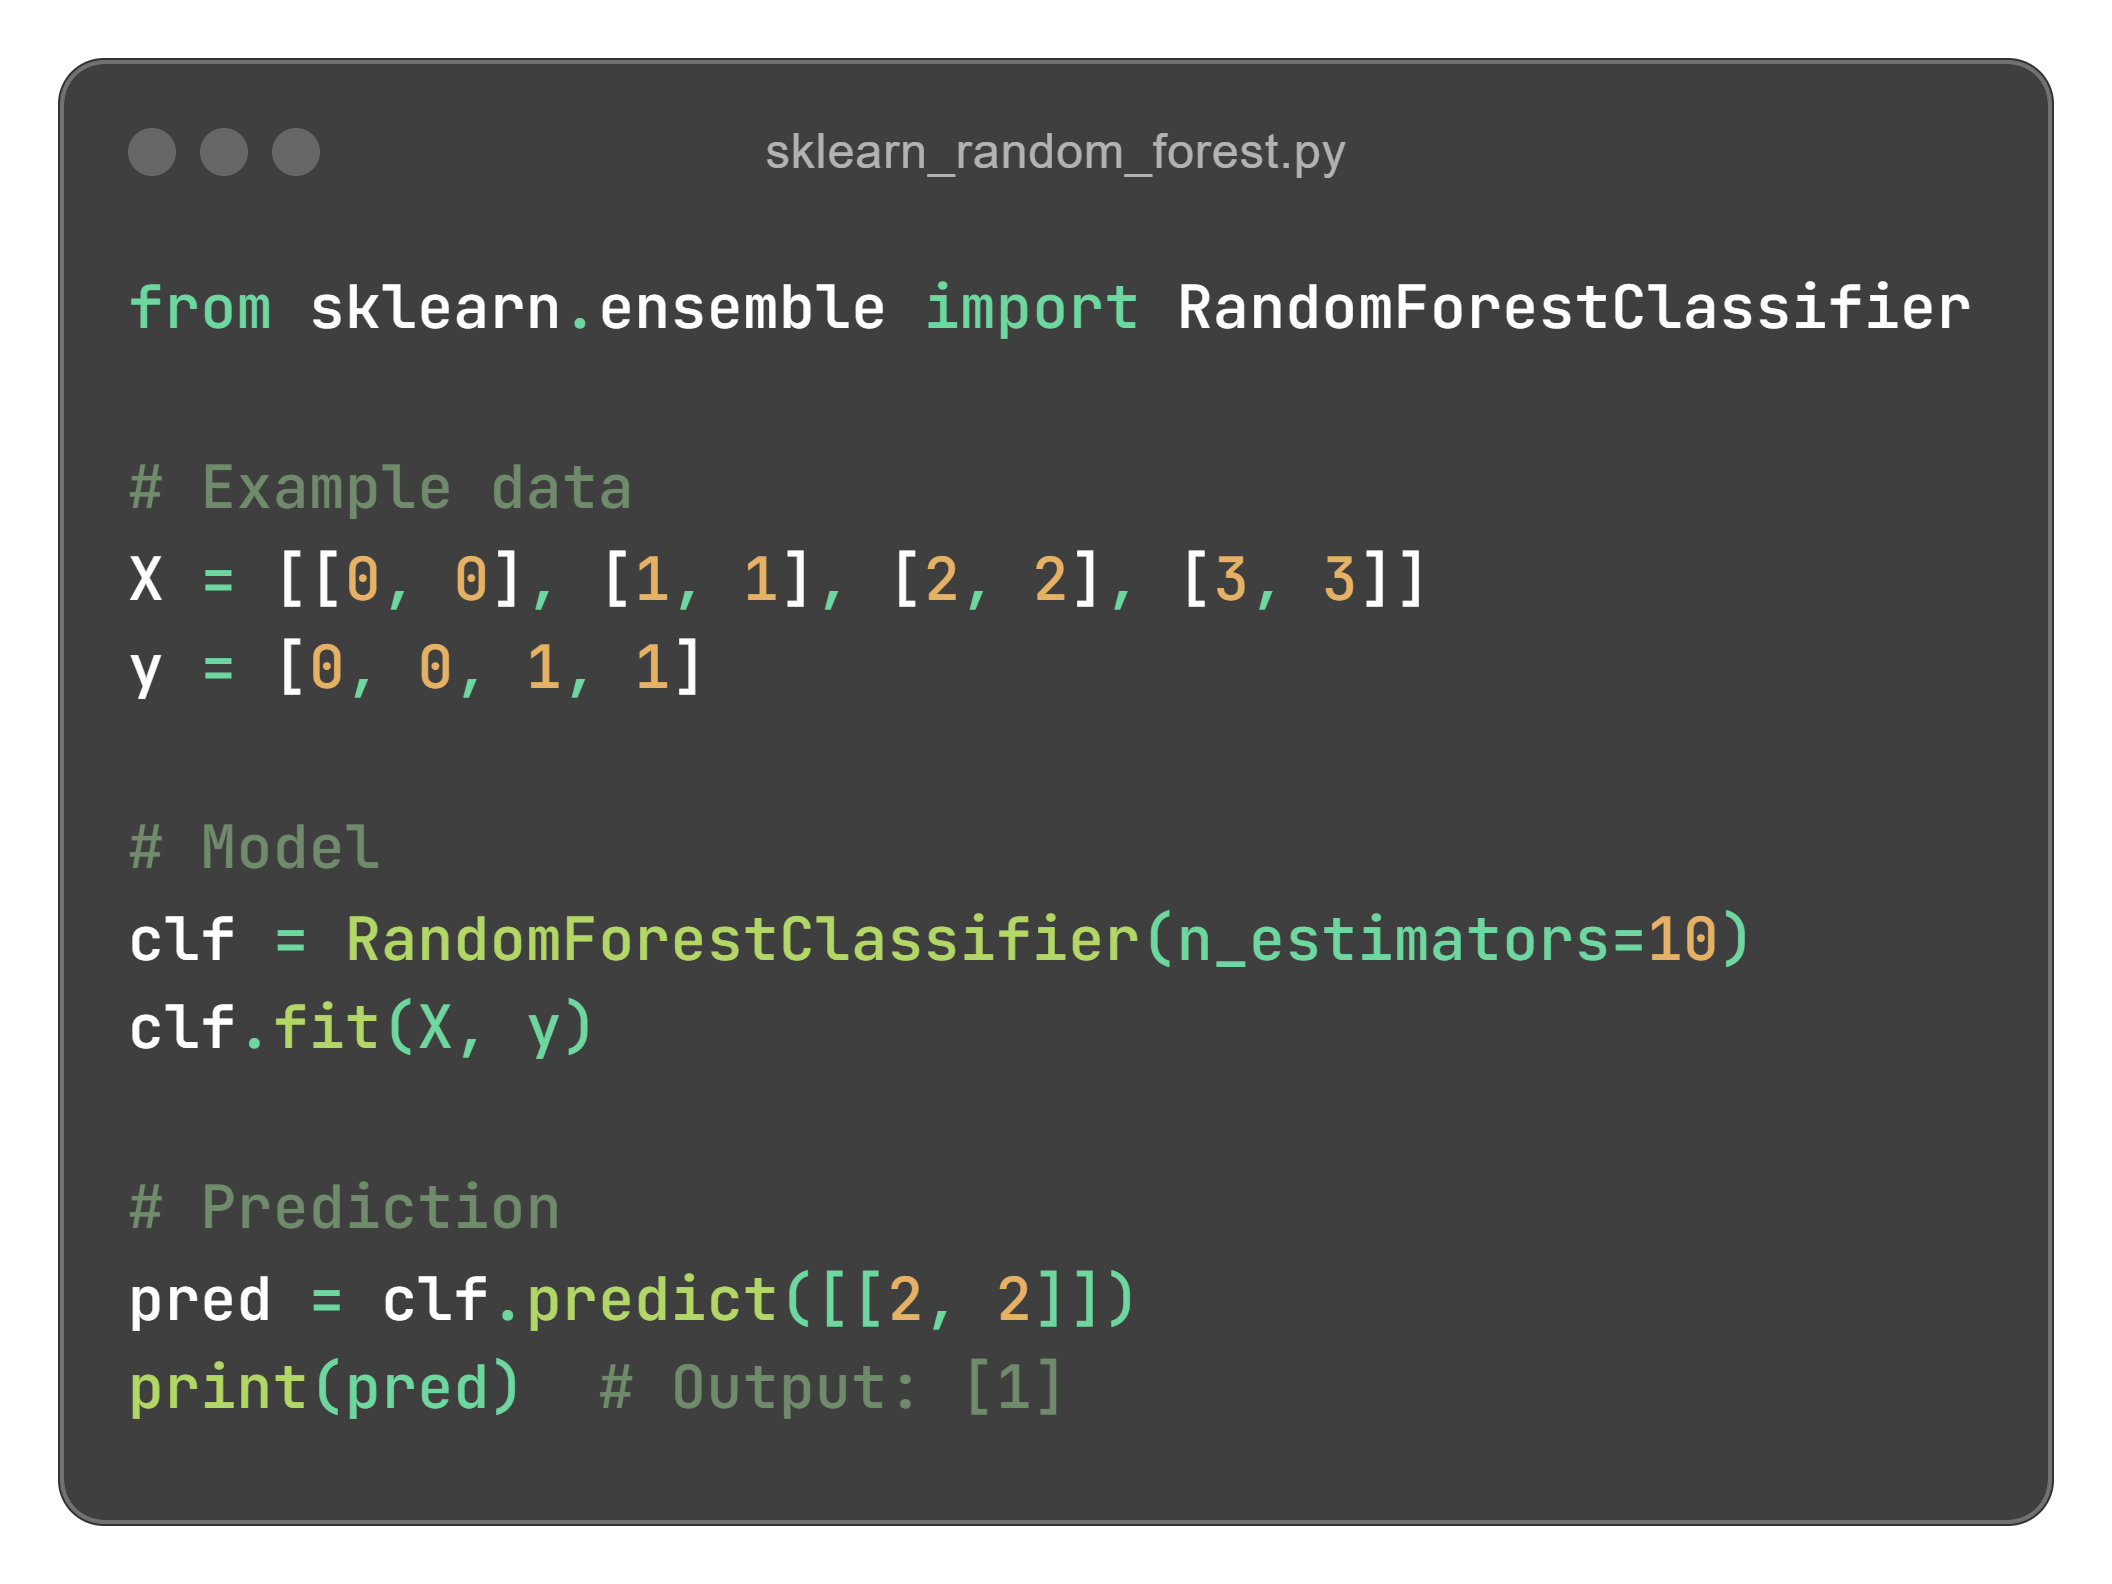 sklearn_random_forest.py
from sklearn.ensemble import RandomForestClassifier
# Example data
X = [[0, 0], [1, 1], [2, 2], [3, 3]]
y = [0, 0, 1, 1]
# Model
clf = RandomForestClassifier(n_estimators=10)
clf.fit(X, y)
# Prediction
pred = clf.predict([[2, 2]])
print(pred)  # Output: [1]